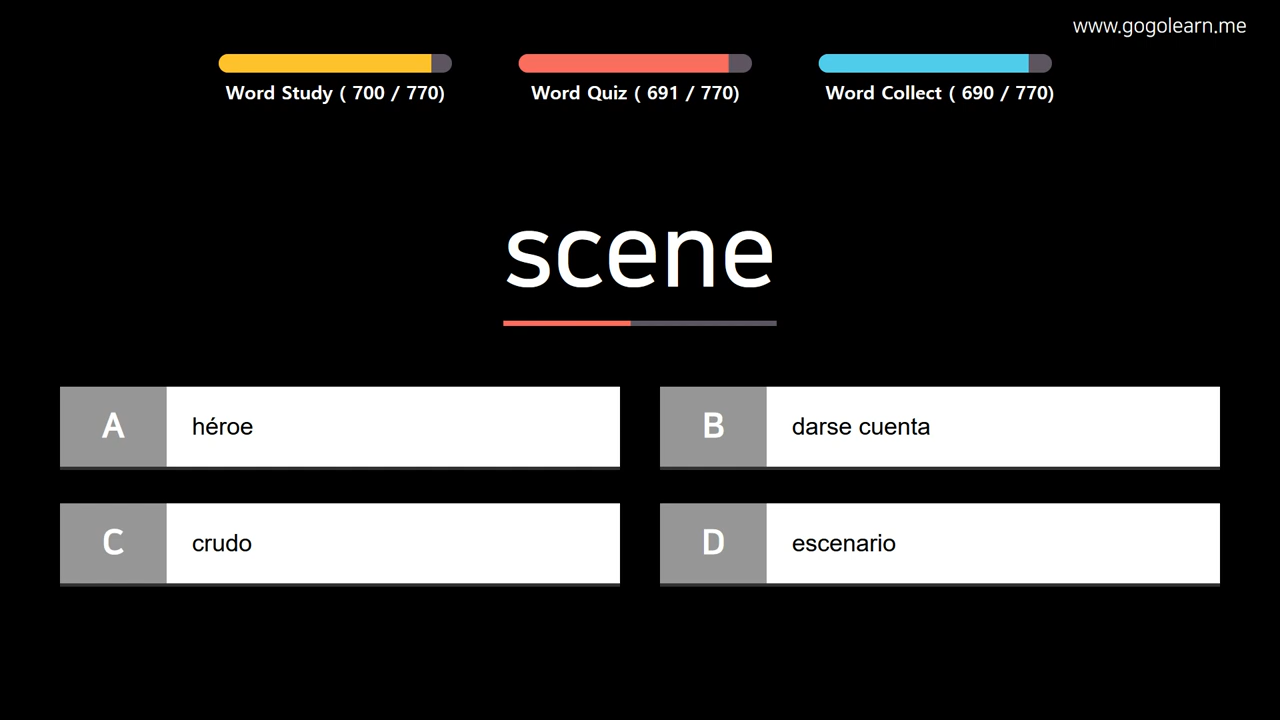 www.gogolearn.me
Word Study ( 700 / 770)
Word Quiz ( 691 / 770)
Word Collect ( 690 / 770)
scene
A héroe
B darse cuenta
C crudo
D escenario